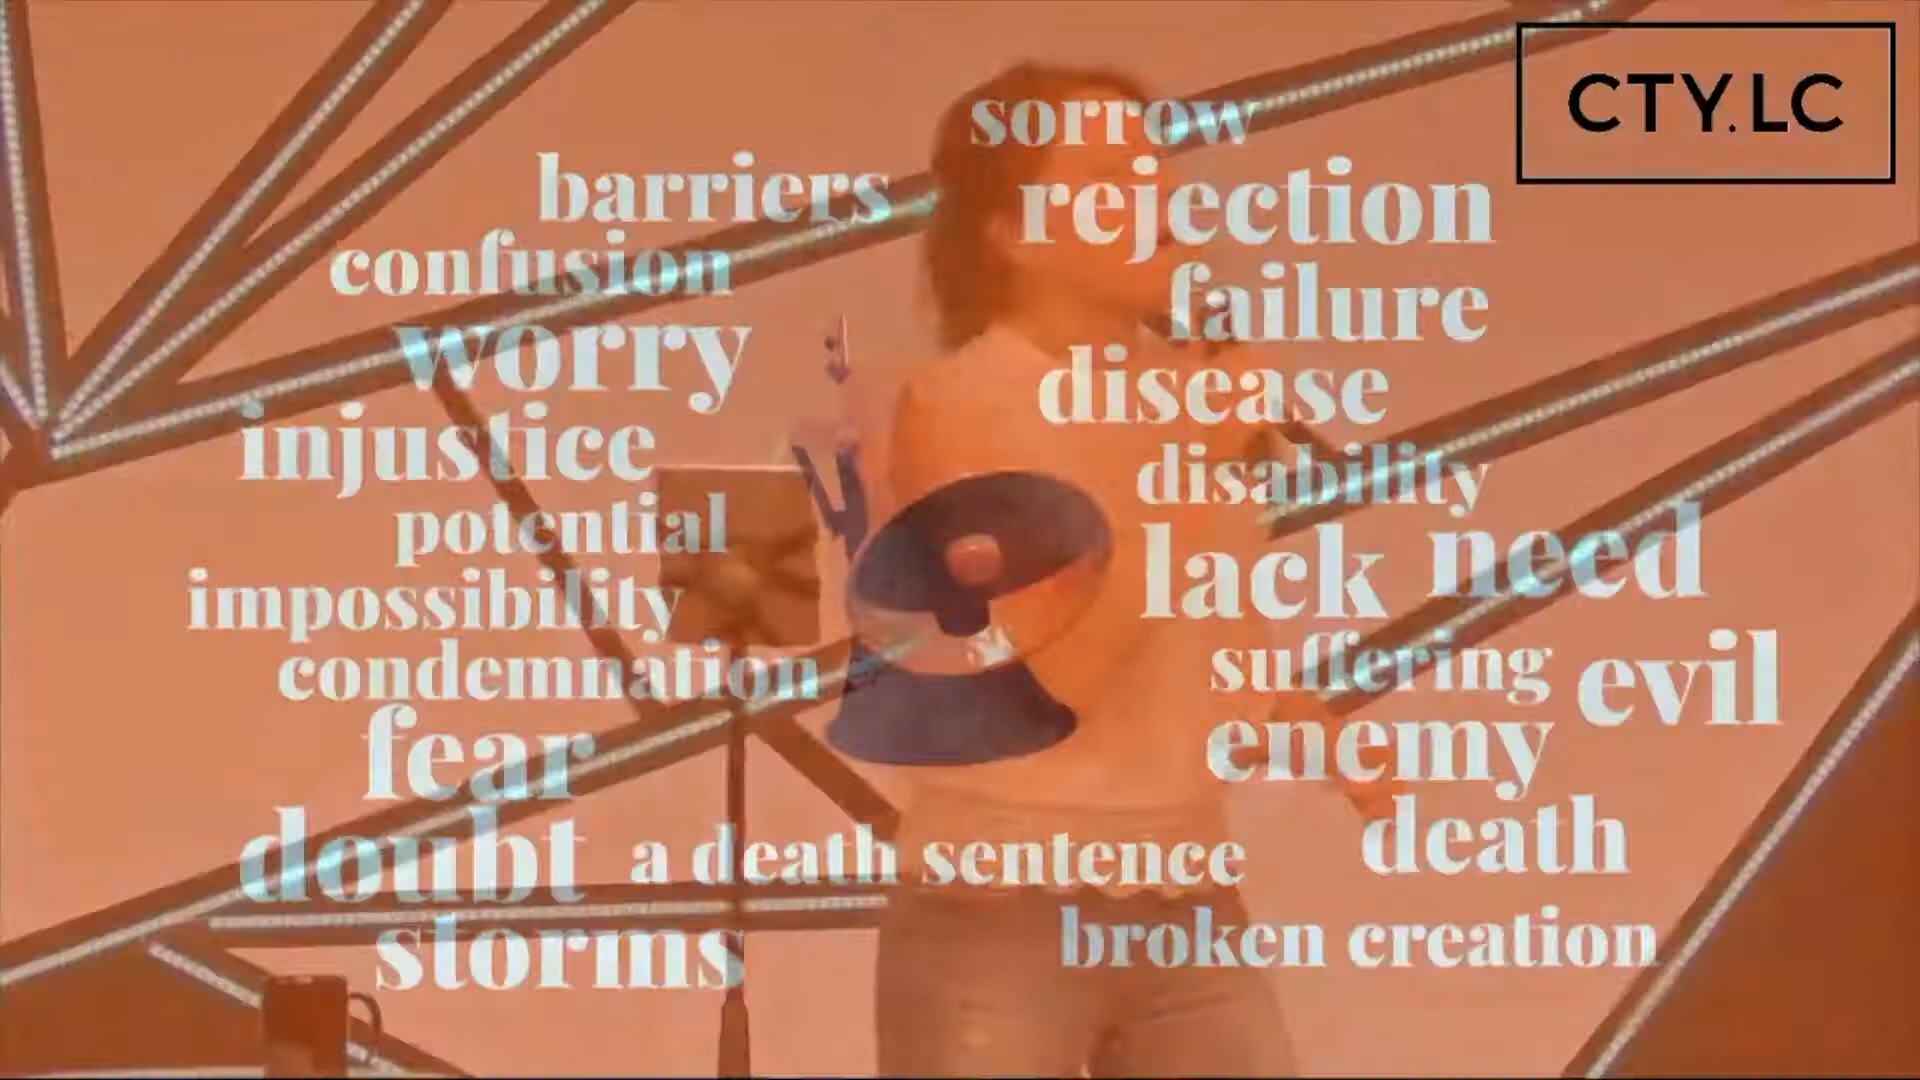 CTY.LC
sorrow
barriers
rejection
confusion
failure
worry
disease
injustice
disability
potential
lack need
impossibility
suffering evil
condemnation
enemy
fear
death
doubt a death sentence
storms
broken creation